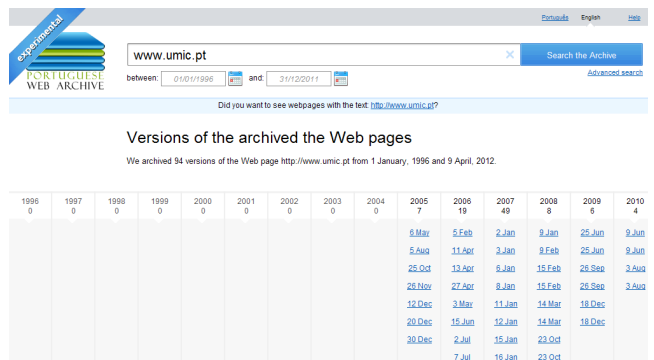 Português English Help
experimental
PORTUGUESE
WEB ARCHIVE
www.umic.pt × Search the Archive
between: 01/01/1996 and: 31/12/2011 Advanced search
Did you want to see webpages with the text http://www.umic.pt?
Versions of the archived the Web pages
We archived 94 versions of the Web page http://www.umic.pt from 1 January, 1996 and 9 April, 2012.
1996 1997 1998 1999 2000 2001 2002 2003 2004 2005 2006 2007 2008 2009 2010
0 0 0 0 0 0 0 0 0 7 19 49 8 6 4
6 May 5 Feb 2 Jan 9 Jan 25 Jun 9 Jun
5 Aug 11 Apr 3 Jan 9 Feb 25 Jun 9 Jun
25 Oct 13 Apr 6 Jan 15 Feb 26 Sep 3 Aug
26 Nov 27 Apr 8 Jan 15 Feb 26 Sep 3 Aug
12 Dec 3 May 11 Jan 14 Mar 18 Dec
20 Dec 15 Jun 12 Jan 14 Mar 18 Dec
30 Dec 2 Jul 15 Jan 23 Oct
7 Jul 16 Jan 23 Oct